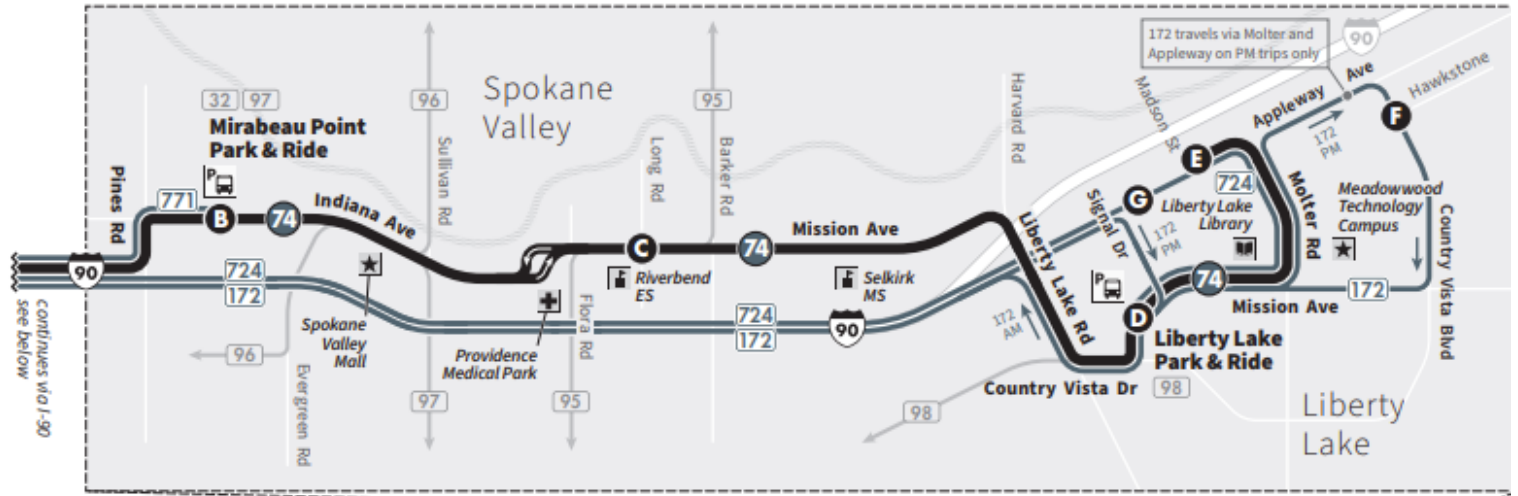 172 travels via Molter and
Appleway on PM trips only
90
Spokane
Valley
32 97
96
95
Mirabeau Point
Park & Ride
P
Pines Rd
771
B
74
Indiana Ave
Sullivan Rd
Long Rd
Barker Rd
Harvard Rd
Madson St
Appleway Ave
Hawkstone
F
172
PM
E
724
G
Signal Dr
Liberty Lake
Library
Molter Rd
Meadowwood
Technology
Campus
Country Vista Blvd
172
PM
C
74
Mission Ave
Liberty Lake Rd
90
724
172
Riverbend
ES
Selkirk
MS
P
74
Mission Ave
172
continues via I-90
see below
Spokane
Valley
Mall
Providence
Medical Park
Flora Rd
724
172
90
172
AM
D
Liberty Lake
Park & Ride
96
Evergreen Rd
97
95
98
Country Vista Dr
98
Liberty
Lake